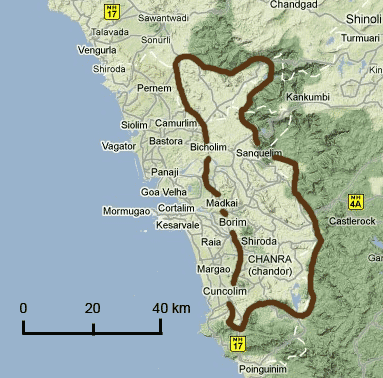 NH
17
Sawantwadi
Chandgad
Talavada
Shinoli
Sonurli
Turmuari
Vengurla
Shiroda
Pernem
Kankumbi
Camurlim
Siolim
Bastora
Vagator
Bicholim
Sanquelim
Panaji
Goa Velha
Madkai
NH
4A
Mormugao
Cortalim
Borim
Castlerock
Kesarvale
Raia
Shiroda
CHANRA
(chandor)
Margao
Cuncolim
0
20
40 km
NH
17
Poinguinim